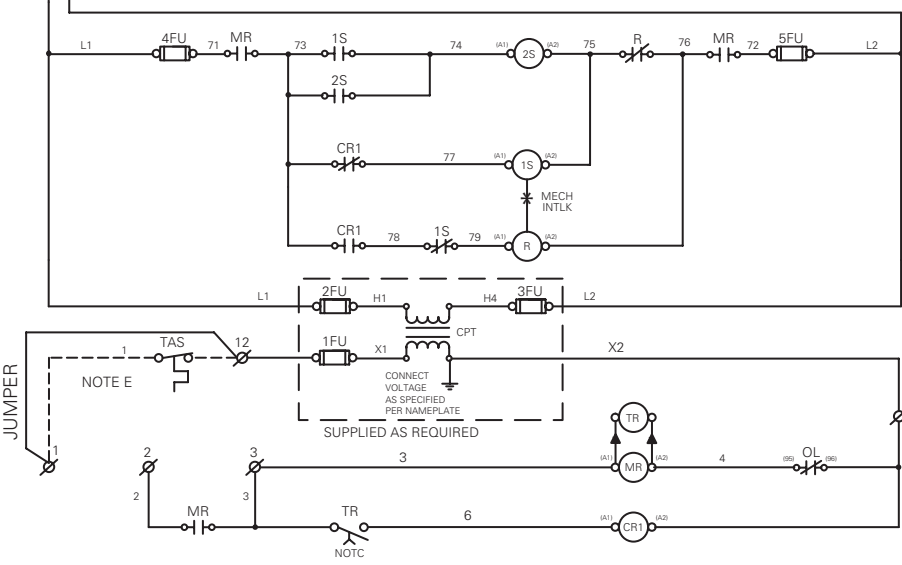 L1 4FU 71 MR 73 1S 74 (A1) 2S (A2) 75 R 76 MR 72 5FU L2
2S
CR1 77 (A1) 1S (A2)
MECH
INTLK
CR1 78 1S 79 (A1) R (A2)
L1 2FU H1 H4 3FU L2
CPT
1 TAS 12 1FU X1 X2
NOTE E
JUMPER
CONNECT
VOLTAGE
AS SPECIFIED
PER NAMEPLATE
SUPPLIED AS REQUIRED
TR
1 2 3 3 (A1) MR (A2) 4 (95) OL (96)
2 3
MR TR 6 (A1) CR1 (A2)
NOTC